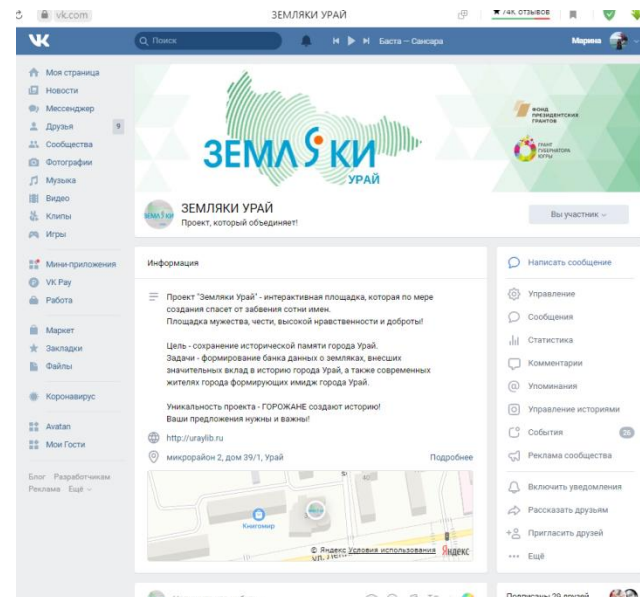 vk.com
ЗЕМЛЯКИ УРАЙ
74K ОТЗЫВОВ
Поиск
Баста – Сансара
Марина
Моя страница
Новости
Мессенджер
Друзья 9
Сообщества
Фотографии
Музыка
Видео
Клипы
Игры
Мини-приложения
VK Pay
Работа
Маркет
Закладки
Файлы
Коронавирус
Avatan
Мои Гости
Блог Разработчикам
Реклама Ещё
ЗЕМЛЯКИ
УРАЙ
ФОНД
ПРЕЗИДЕНТСКИХ
ГРАНТОВ
ГРАНТ
ГУБЕРНАТОРА
ЮГРЫ
ЗЕМЛЯКИ УРАЙ
Проект, который объединяет!
Вы участник
Информация
Проект "Земляки Урай" - интерактивная площадка, которая по мере
создания спасет от забвения сотни имен.
Площадка мужества, чести, высокой нравственности и доброты!
Цель - сохранение исторической памяти города Урай.
Задачи - формирование банка данных о земляках, внесших
значительных вклад в историю города Урай, а также современных
жителях города формирующих имидж города Урай.
Уникальность проекта - ГОРОЖАНЕ создают историю!
Ваши предложения нужны и важны!
http://uraylib.ru
микрорайон 2, дом 39/1, Урай
Подробнее
Книгомир
© Яндекс Условия использования Яндекс
Написать сообщение
Управление
Сообщения
Статистика
Комментарии
Упоминания
Управление историями
События 26
Реклама сообщества
Включить уведомления
Рассказать друзьям
Пригласить друзей
Ещё